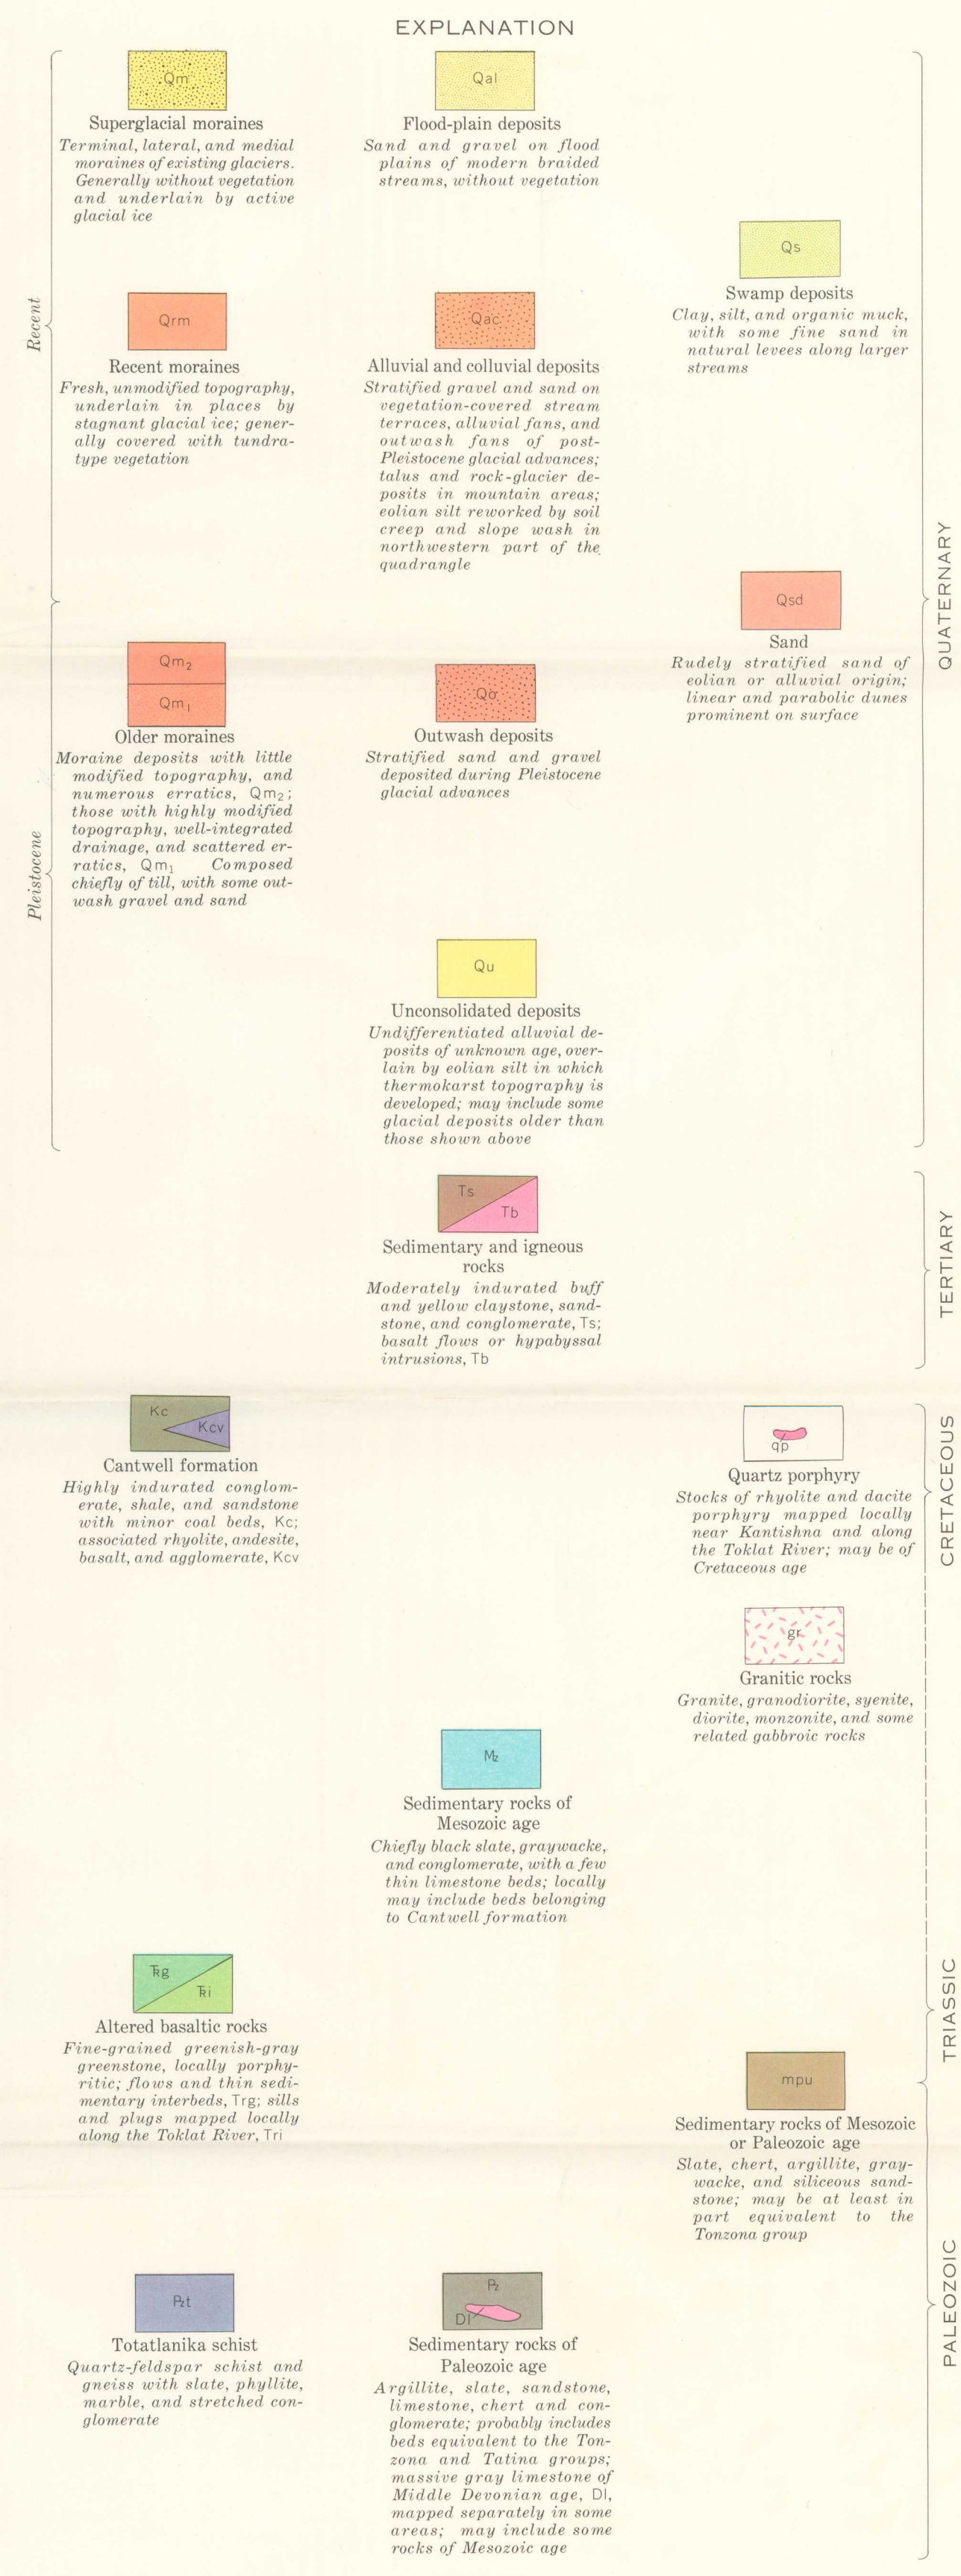 EXPLANATION
Qm
Superglacial moraines
Terminal, lateral, and medial
moraines of existing glaciers.
Generally without vegetation
and underlain by active
glacial ice
Qal
Flood-plain deposits
Sand and gravel on flood
plains of modern braided
streams, without vegetation
Qs
Swamp deposits
Clay, silt, and organic muck,
with some fine sand in
natural levees along larger
streams
Recent
Qrm
Recent moraines
Fresh, unmodified topography,
underlain in places by
stagnant glacial ice; gener-
ally covered with tundra-
type vegetation
Qac
Alluvial and colluvial deposits
Stratified gravel and sand on
vegetation-covered stream
terraces, alluvial fans, and
outwash fans of post-
Pleistocene glacial advances;
talus and rock-glacier de-
posits in mountain areas;
eolian silt reworked by soil
creep and slope wash in
northwestern part of the
quadrangle
Qsd
Sand
Rudely stratified sand of
eolian or alluvial origin;
linear and parabolic dunes
prominent on surface
QUATERNARY
Qm2
Qm1
Older moraines
Moraine deposits with little
modified topography, and
numerous erratics, Qm2;
those with highly modified
topography, well-integrated
drainage, and scattered er-
ratics, Qm1 Composed
chiefly of till, with some out-
wash gravel and sand
Qo
Outwash deposits
Stratified sand and gravel
deposited during Pleistocene
glacial advances
Pleistocene
Qu
Unconsolidated deposits
Undifferentiated alluvial de-
posits of unknown age, over-
lain by eolian silt in which
thermokarst topography is
developed; may include some
glacial deposits older than
those shown above
Ts
Tb
Sedimentary and igneous
rocks
Moderately indurated buff
and yellow claystone, sand-
stone, and conglomerate, Ts;
basalt flows or hypabyssal
intrusions, Tb
TERTIARY
Kc
Kcv
Cantwell formation
Highly indurated conglom-
erate, shale, and sandstone
with minor coal beds, Kc;
associated rhyolite, andesite,
basalt, and agglomerate, Kcv
qp
Quartz porphyry
Stocks of rhyolite and dacite
porphyry mapped locally
near Kantishna and along
the Toklat River; may be of
Cretaceous age
CRETACEOUS
gr
Granitic rocks
Granite, granodiorite, syenite,
diorite, monzonite, and some
related gabbroic rocks
Mz
Sedimentary rocks of
Mesozoic age
Chiefly black slate, graywacke,
and conglomerate, with a few
thin limestone beds; locally
may include beds belonging
to Cantwell formation
Trg
Tri
Altered basaltic rocks
Fine-grained greenish-gray
greenstone, locally porphy-
ritic; flows and thin sedi-
mentary interbeds, Trg; sills
and plugs mapped locally
along the Toklat River, Tri
TRIASSIC
mpu
Sedimentary rocks of Mesozoic
or Paleozoic age
Slate, chert, argillite, gray-
wacke, and siliceous sand-
stone; may be at least in
part equivalent to the
Tonzona group
Pzt
Totatlanika schist
Quartz-feldspar schist and
gneiss with slate, phyllite,
marble, and stretched con-
glomerate
Pz
Dl
Sedimentary rocks of
Paleozoic age
Argillite, slate, sandstone,
limestone, chert and con-
glomerate; probably includes
beds equivalent to the Ton-
zona and Tatina groups;
massive gray limestone of
Middle Devonian age, Dl,
mapped separately in some
areas; may include some
rocks of Mesozoic age
PALEOZOIC